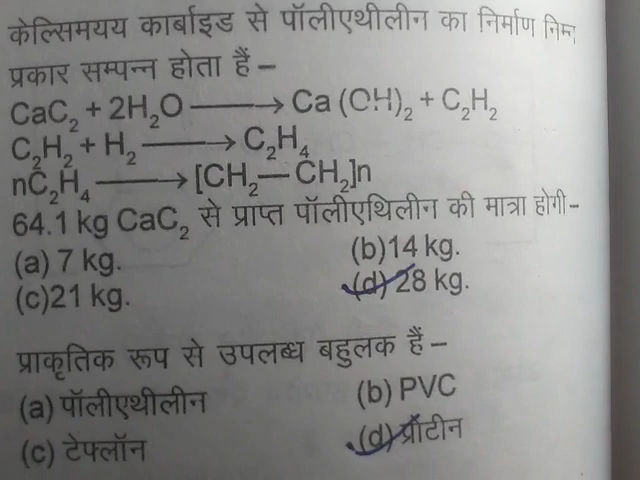 केल्सिमयय कार्बाइड से पॉलीएथीलीन का निर्माण निम्न
प्रकार सम्पन्न होता हैं –
CaC₂ + 2H₂O ⟶ Ca (OH)₂ + C₂H₂
C₂H₂ + H₂ ⟶ C₂H₄
nC₂H₄ ⟶ [CH₂—CH₂]n
64.1 kg CaC₂ से प्राप्त पॉलीएथिलीन की मात्रा होगी–
(a) 7 kg. (b)14 kg.
(c)21 kg. (d) 28 kg.
प्राकृतिक रूप से उपलब्ध बहुलक हैं –
(a) पॉलीएथीलीन (b) PVC
(c) टेफ्लॉन (d) प्रोटीन